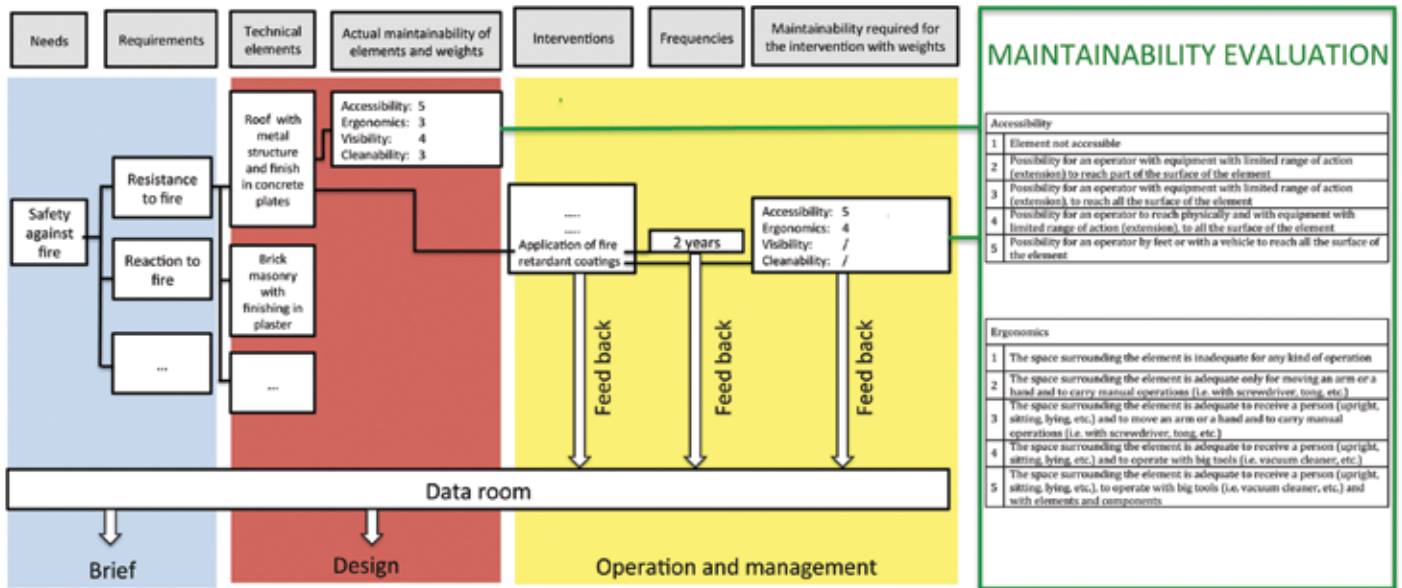 Needs
Requirements
Technical
elements
Actual maintainability of
elements and weights
Interventions
Frequencies
Maintainability required for
the intervention with weights
MAINTAINABILITY EVALUATION
Safety
against
fire
Resistance
to fire
Reaction to
fire
...
Roof with
metal
structure
and finish
in concrete
plates
Brick
masonry
with
finishing in
plaster
...
Accessibility: 5
Ergonomics: 3
Visibility: 4
Cleanability: 3
.....
.....
Application of fire
retardant coatings
2 years
Accessibility: 5
Ergonomics: 4
Visibility: /
Cleanability: /
Feed back
Feed back
Feed back
Data room
Brief
Design
Operation and management
Accessibility
1 Element not accessible
2 Possibility for an operator with equipment with limited range of action
(extension) to reach part of the surface of the element
3 Possibility for an operator with equipment with limited range of action
(extension), to reach all the surface of the element
4 Possibility for an operator to reach physically and with equipment with
limited range of action (extension), to all the surface of the element
5 Possibility for an operator by feet or with a vehicle to reach all the surface of
the element
Ergonomics
1 The space surrounding the element is inadequate for any kind of operation
2 The space surrounding the element is adequate only for moving an arm or a
hand and to carry manual operations (i.e. with screwdriver, tong, etc.)
3 The space surrounding the element is adequate to receive a person (upright,
sitting, lying, etc.) and to move an arm or a hand and to carry manual
operations (i.e. with screwdriver, tong, etc.)
4 The space surrounding the element is adequate to receive a person (upright,
sitting, lying, etc.) and to operate with big tools (i.e. vacuum cleaner, etc.)
5 The space surrounding the element is adequate to receive a person (upright,
sitting, lying, etc.), to operate with big tools (i.e. vacuum cleaner, etc.) and
with elements and components